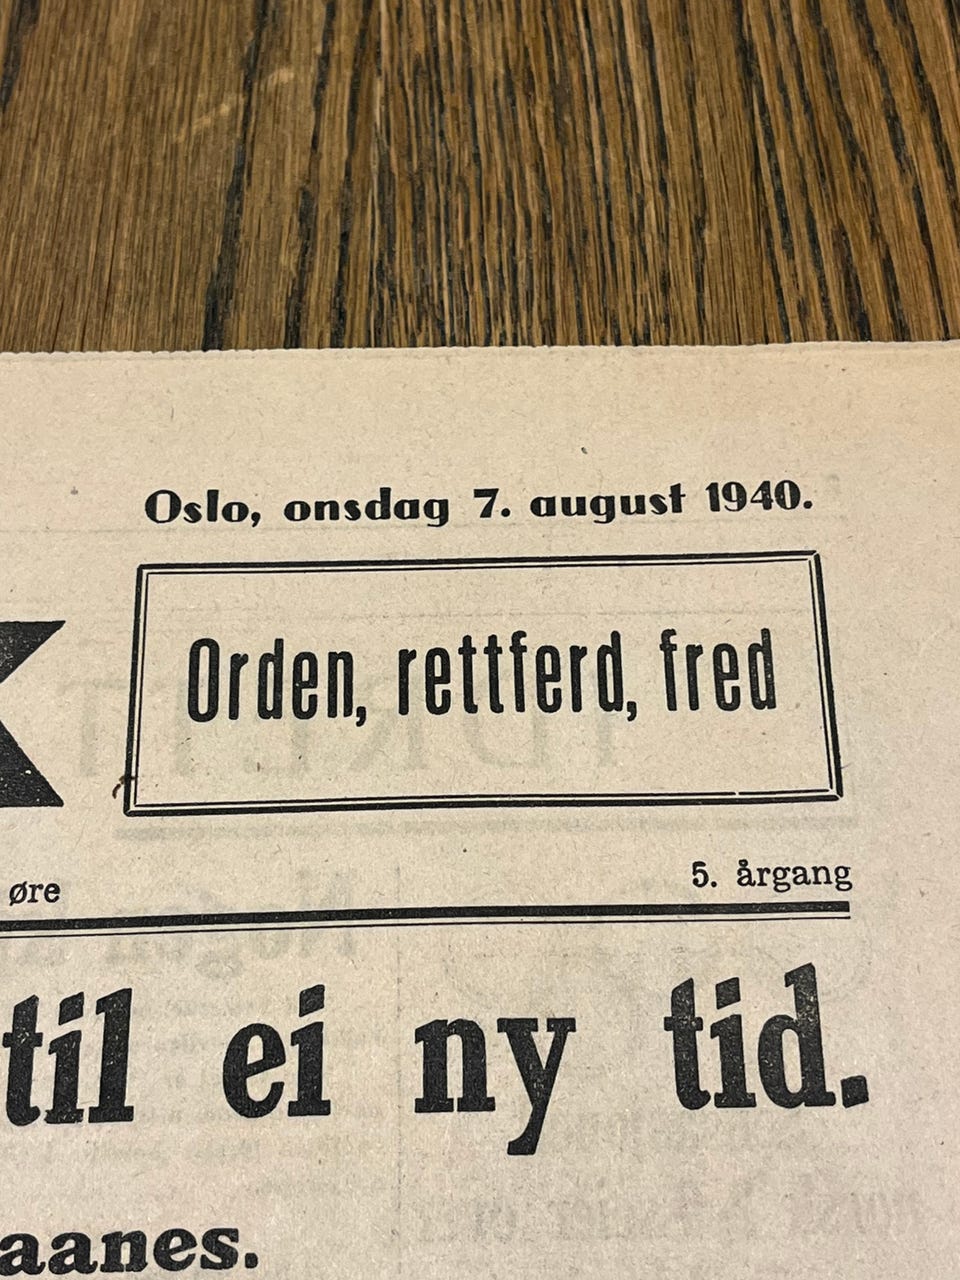 Oslo, onsdag 7. august 1940.
Orden, rettferd, fred
øre
5. årgang
til ei ny tid.
aanes.